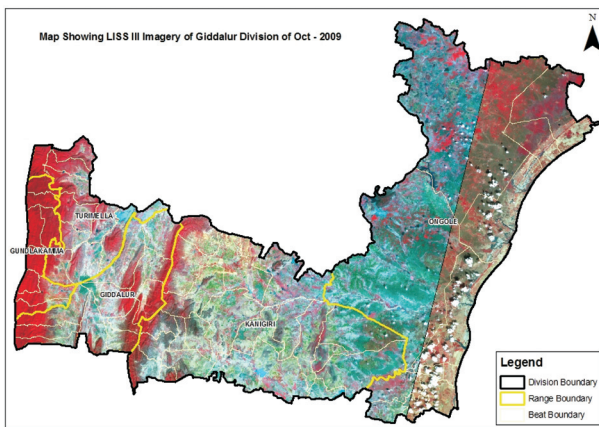 Map Showing LISS III Imagery of Giddalur Division of Oct - 2009
N
TURIMELLA
ONGOLE
GUNDLAKAMMA
GIDDALUR
KANIGIRI
Legend
Division Boundary
Range Boundary
Beat Boundary